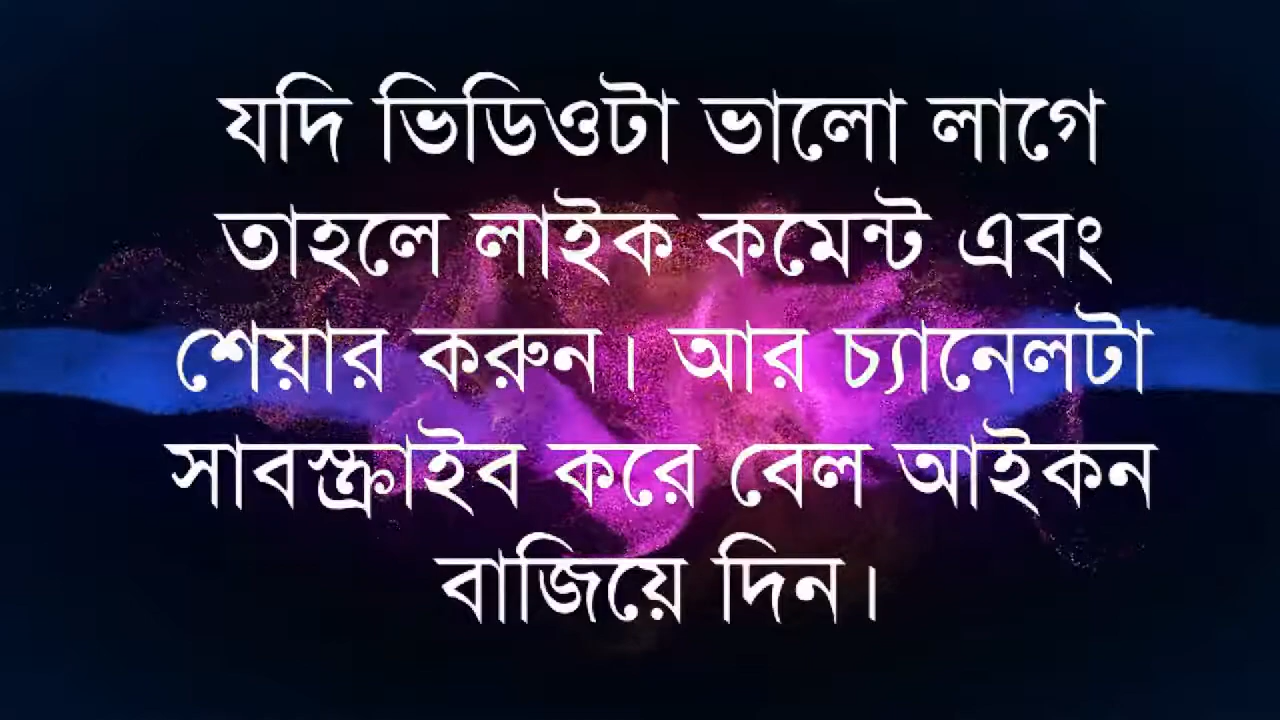 যদি ভিডিওটা ভালো লাগে
তাহলে লাইক কমেন্ট এবং
শেয়ার করুন। আর চ্যানেলটা
সাবস্ক্রাইব করে বেল আইকন
বাজিয়ে দিন।